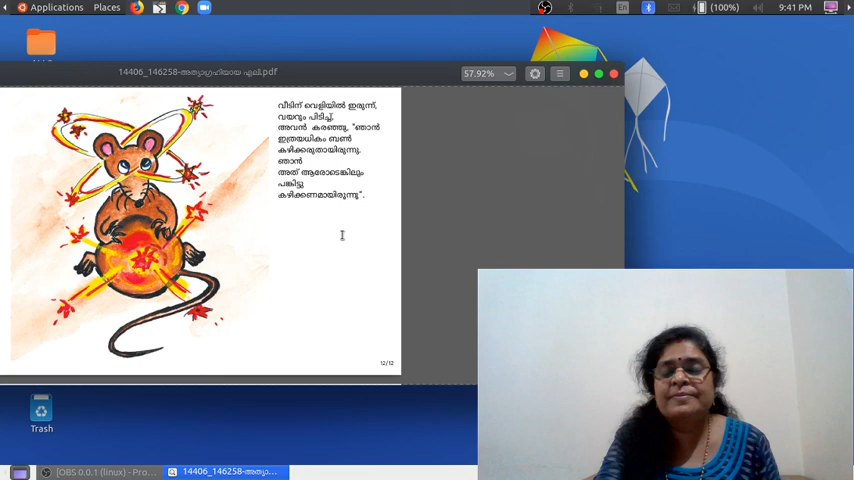 Applications Places En (100%) 9:41 PM
14406_146258-അത്യാഗ്രഹിയായ എലി.pdf
57.92%
വീടിന് വെളിയിൽ ഇരുന്ന്,
വയറും പിടിച്ച്,
അവൻ കരഞ്ഞു, "ഞാൻ
ഇത്രയധികം ബൺ
കഴിക്കരുതായിരുന്നു.
ഞാൻ
അത് ആരോടെങ്കിലും
പങ്കിട്ടു
കഴിക്കണമായിരുന്നു".
12/12
Trash
[OBS 0.0.1 (linux) - Pro...
14406_146258-അത്യാ...